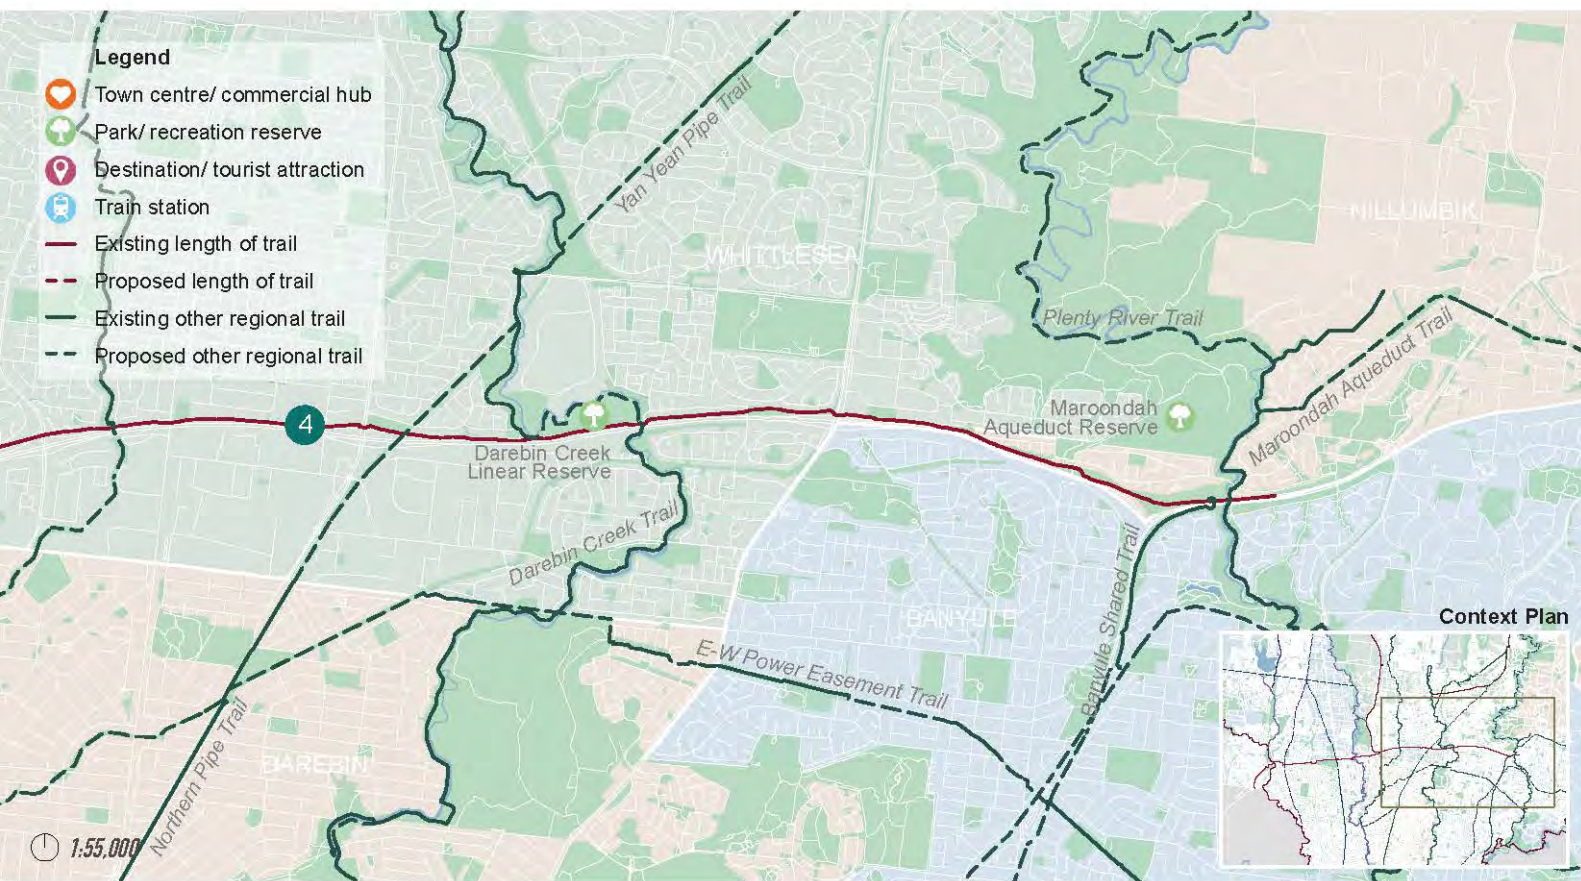 Legend
Town centre/ commercial hub
Park/ recreation reserve
Destination/ tourist attraction
Train station
Existing length of trail
Proposed length of trail
Existing other regional trail
Proposed other regional trail
Yan Yean Pipe Trail
WHITTLESEA
NILLUMBIK
Plenty River Trail
Maroondah Aqueduct Trail
Maroondah
Aqueduct Reserve
4
Darebin Creek
Linear Reserve
Darebin Creek Trail
Banyule Shared Trail
BANYULE
E-W Power Easement Trail
Northern Pipe Trail
DAREBIN
Context Plan
1:55,000